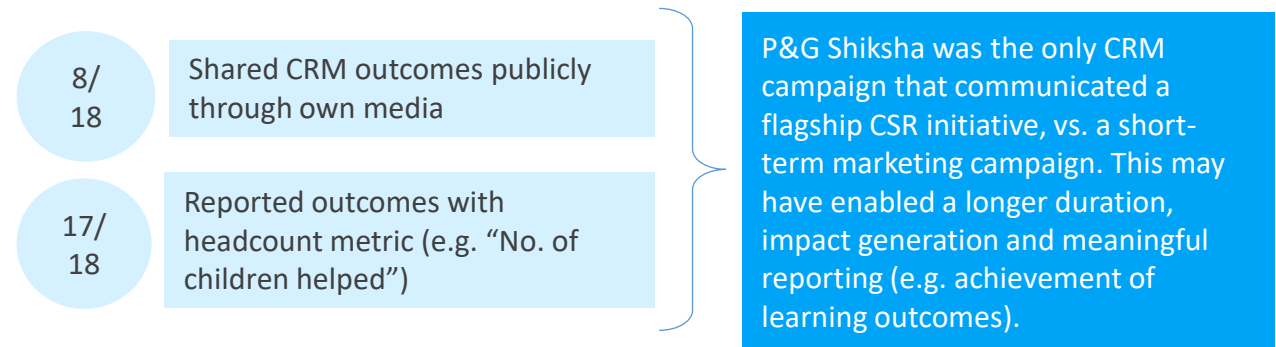 8/
18
Shared CRM outcomes publicly
through own media
17/
18
Reported outcomes with
headcount metric (e.g. “No. of
children helped”)
P&G Shiksha was the only CRM
campaign that communicated a
flagship CSR initiative, vs. a short-
term marketing campaign. This may
have enabled a longer duration,
impact generation and meaningful
reporting (e.g. achievement of
learning outcomes).